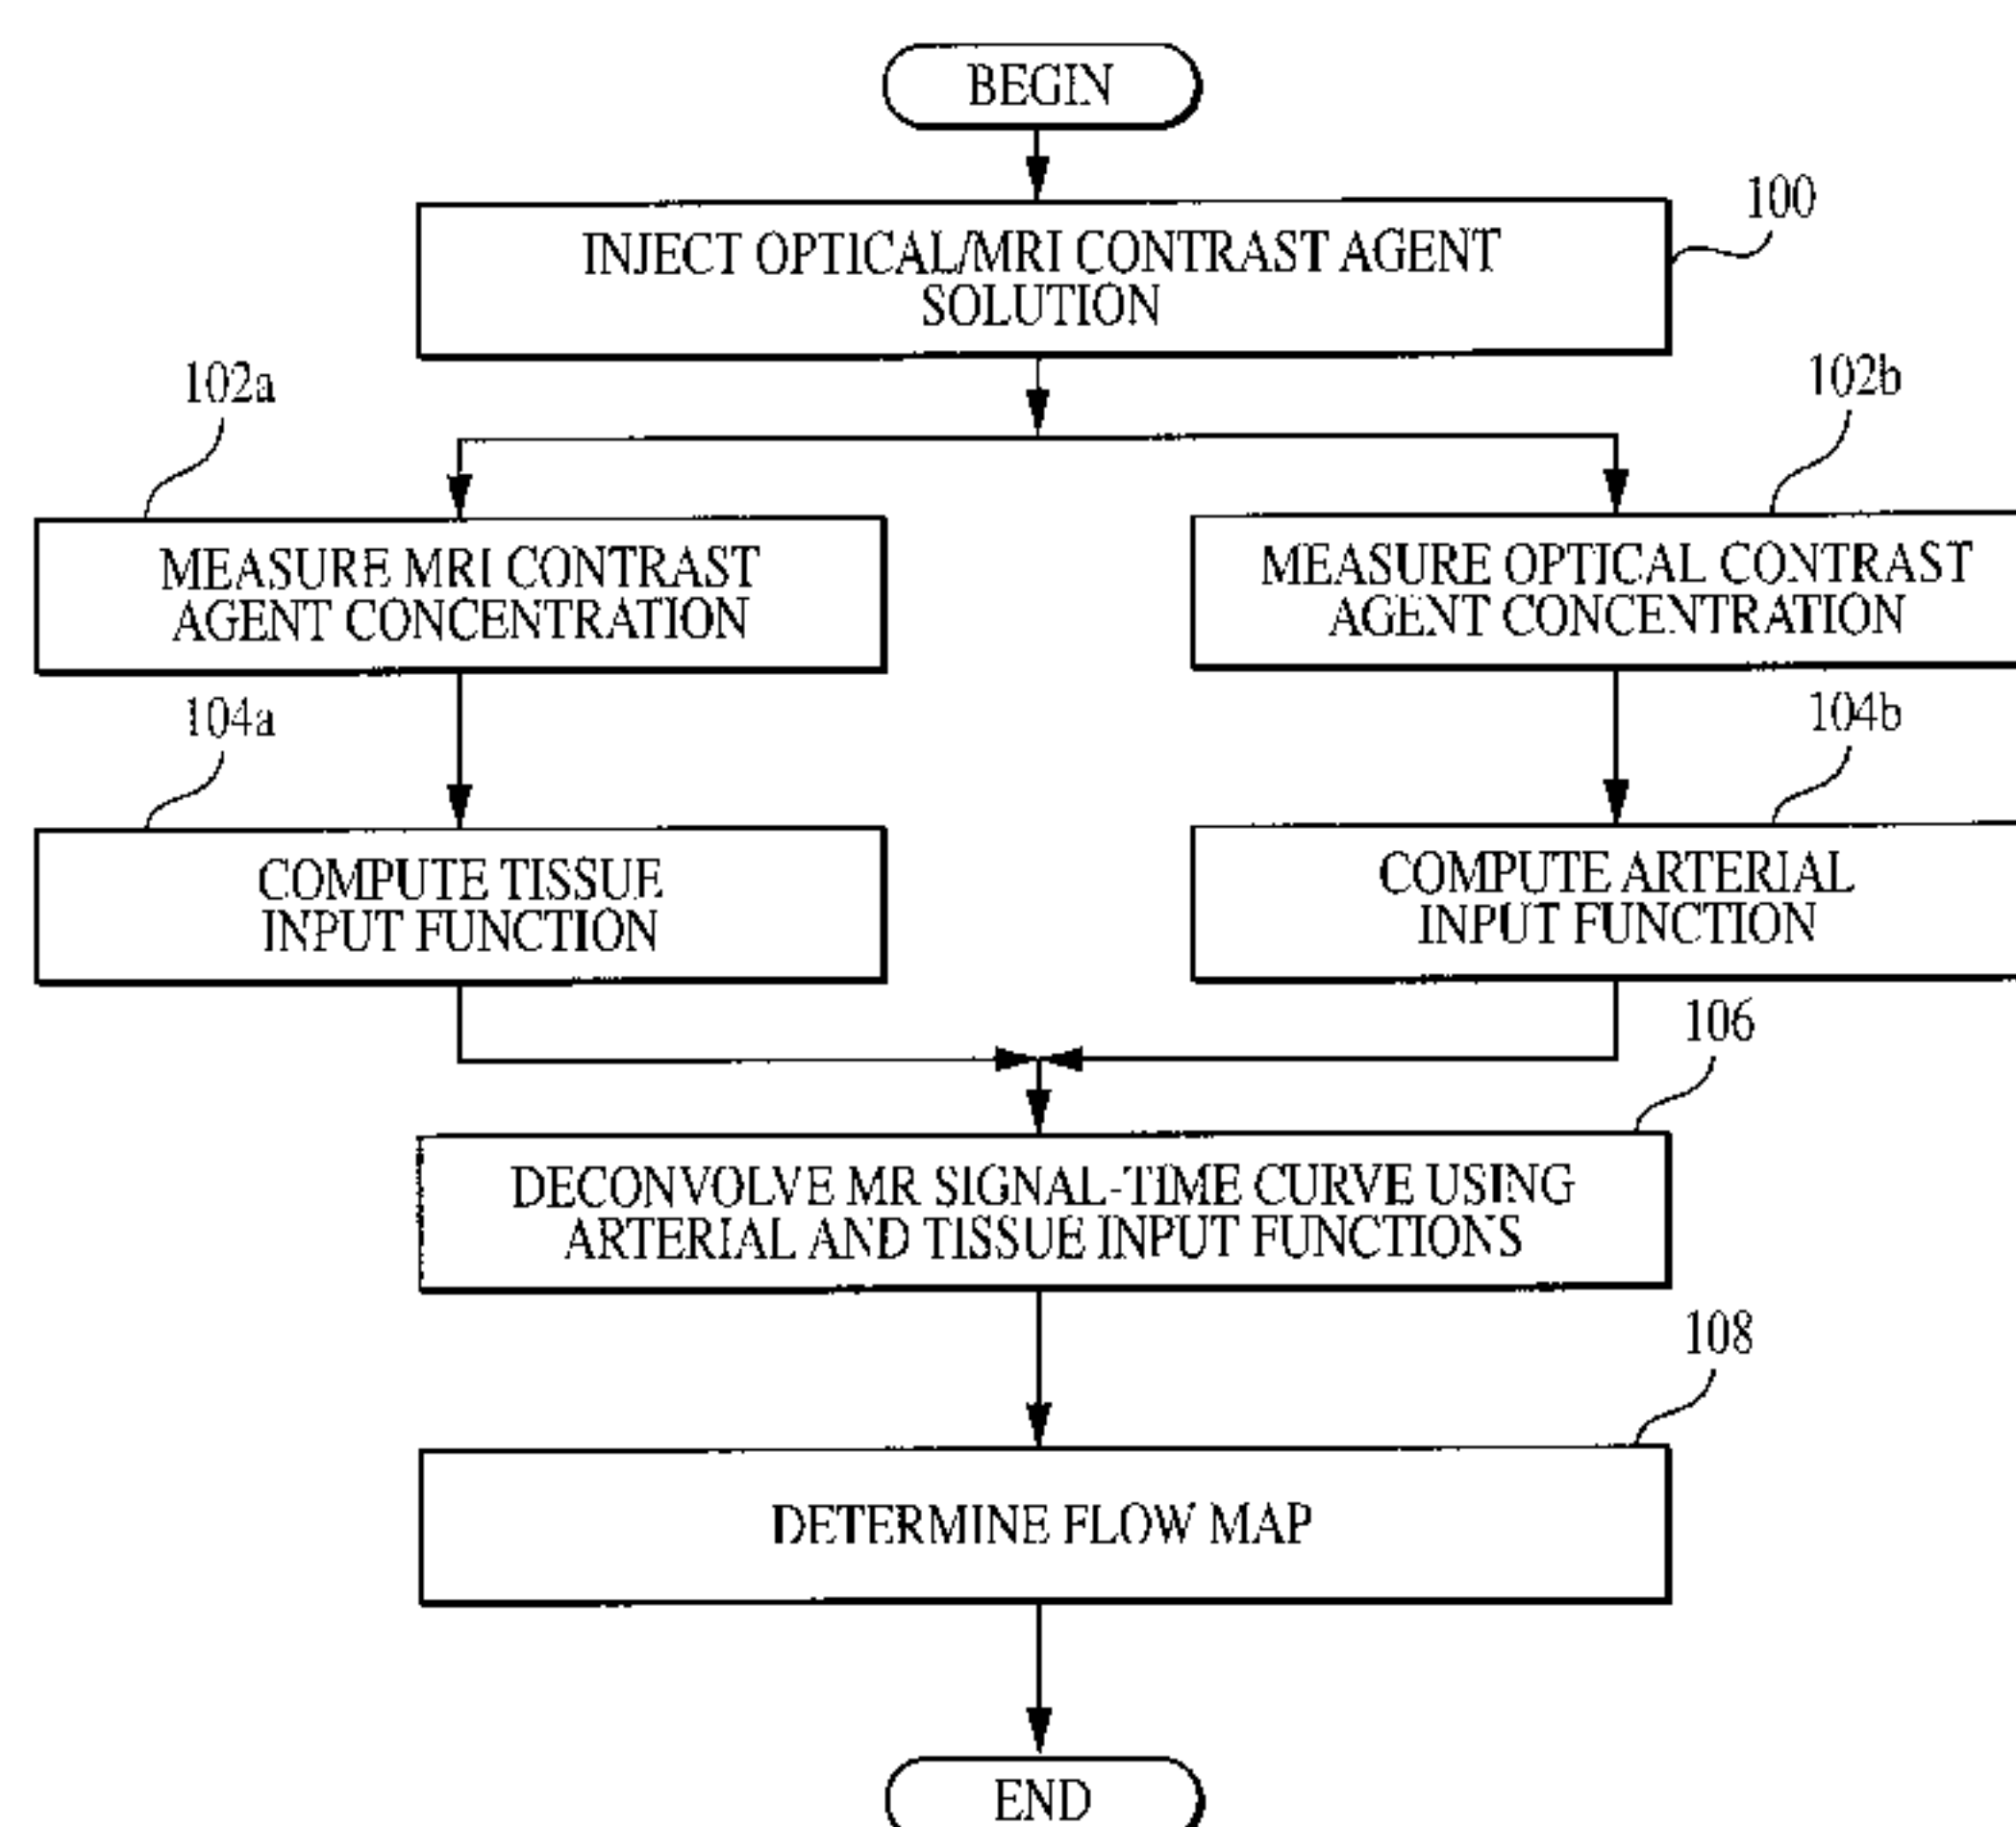 BEGIN
100
INJECT OPTICAL/MRI CONTRAST AGENT
SOLUTION
102a
102b
MEASURE MRI CONTRAST
AGENT CONCENTRATION
MEASURE OPTICAL CONTRAST
AGENT CONCENTRATION
104a
104b
COMPUTE TISSUE
INPUT FUNCTION
COMPUTE ARTERIAL
INPUT FUNCTION
106
DECONVOLVE MR SIGNAL-TIME CURVE USING
ARTERIAL AND TISSUE INPUT FUNCTIONS
108
DETERMINE FLOW MAP
END